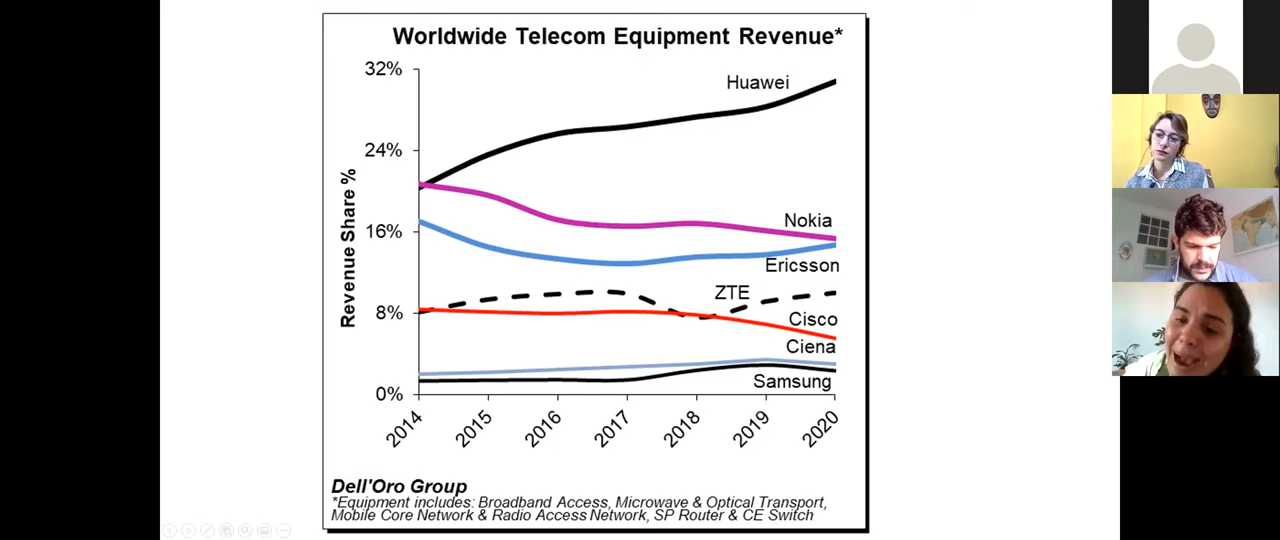 Worldwide Telecom Equipment Revenue*
32%
24%
16%
8%
0%
Revenue Share %
Huawei
Nokia
Ericsson
ZTE
Cisco
Ciena
Samsung
2014
2015
2016
2017
2018
2019
2020
Dell'Oro Group
*Equipment includes: Broadband Access, Microwave & Optical Transport,
Mobile Core Network & Radio Access Network, SP Router & CE Switch